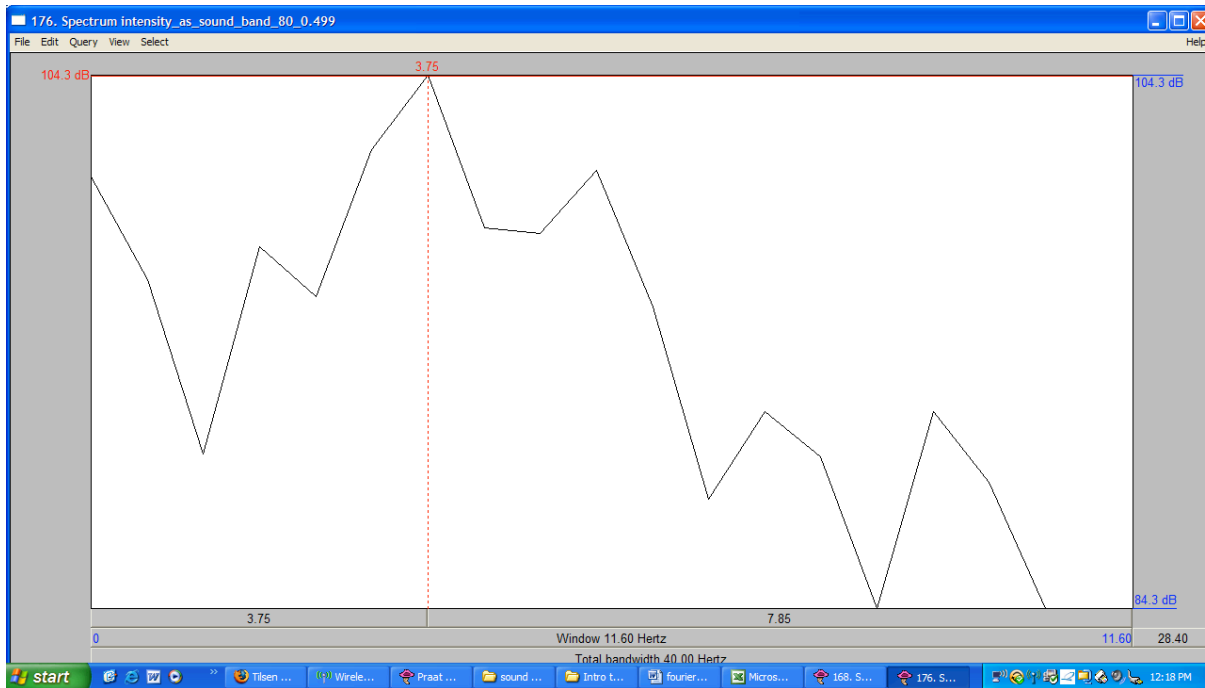 176. Spectrum intensity_as_sound_band_80_0.499
File Edit Query View Select Help
3.75
104.3 dB 104.3 dB
84.3 dB
3.75 7.85
0 Window 11.60 Hertz 11.60 28.40
Total bandwidth 40.00 Hertz
start » Tilsen ... Wirele... Praat ... sound ... Intro t... fourier... Micros... 168. S... 176. S... 12:18 PM